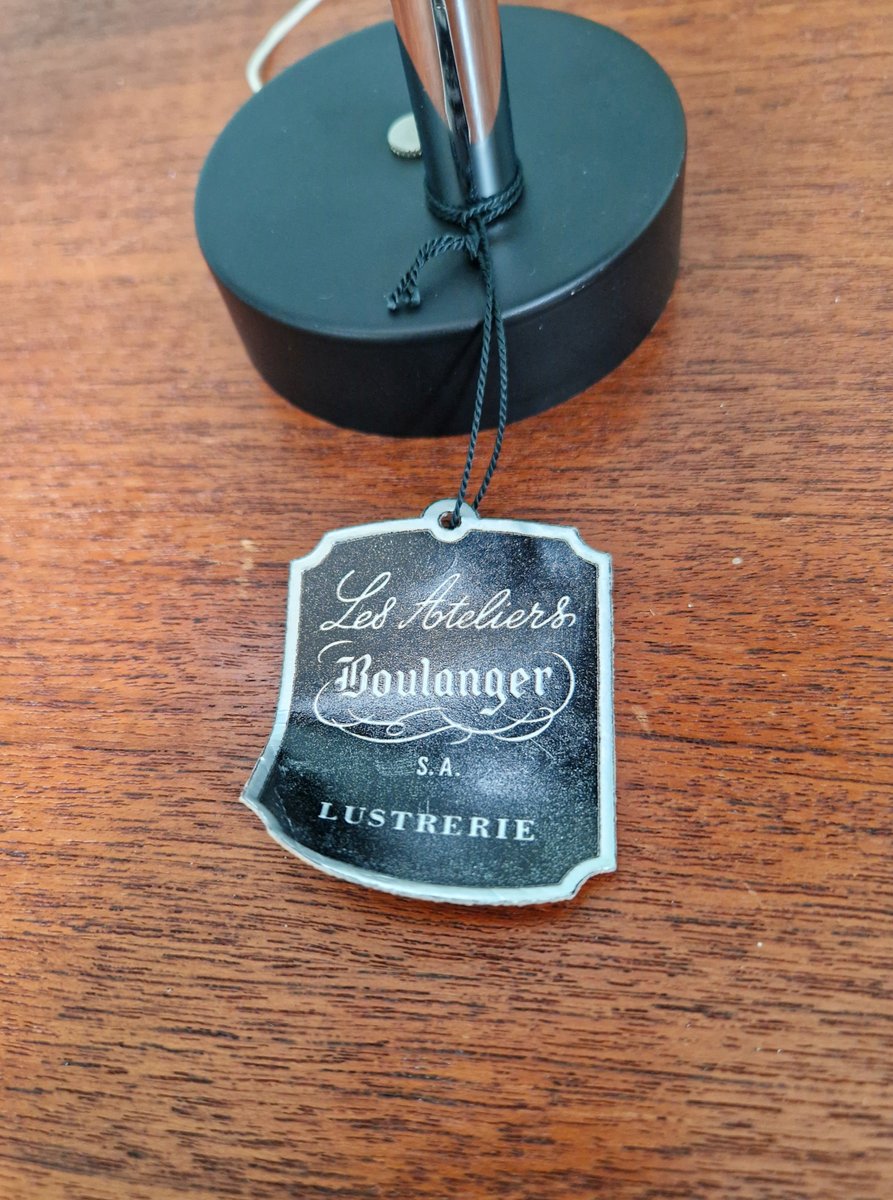 Les Ateliers
Boulanger
S.A.
LUSTRERIE